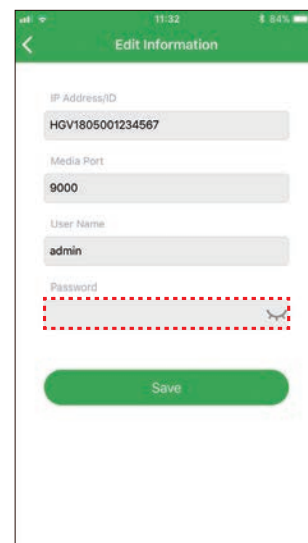 11:32
84%
Edit Information
IP Address/ID
HGV1805001234567
Media Port
9000
User Name
admin
Password
Save